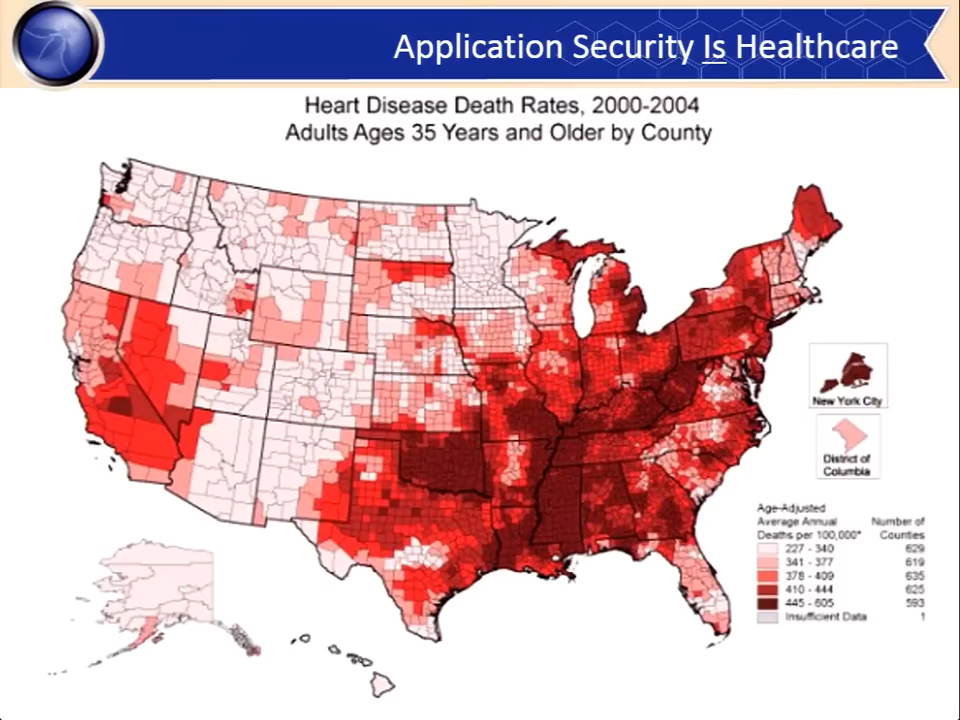 Application Security Is Healthcare
Heart Disease Death Rates, 2000-2004
Adults Ages 35 Years and Older by County
New York City
District of
Columbia
Age-Adjusted
Average Annual Number of
Deaths per 100,000* Counties
227 - 340 629
341 - 377 619
378 - 409 635
410 - 444 625
445 - 605 593
Insufficient Data 1